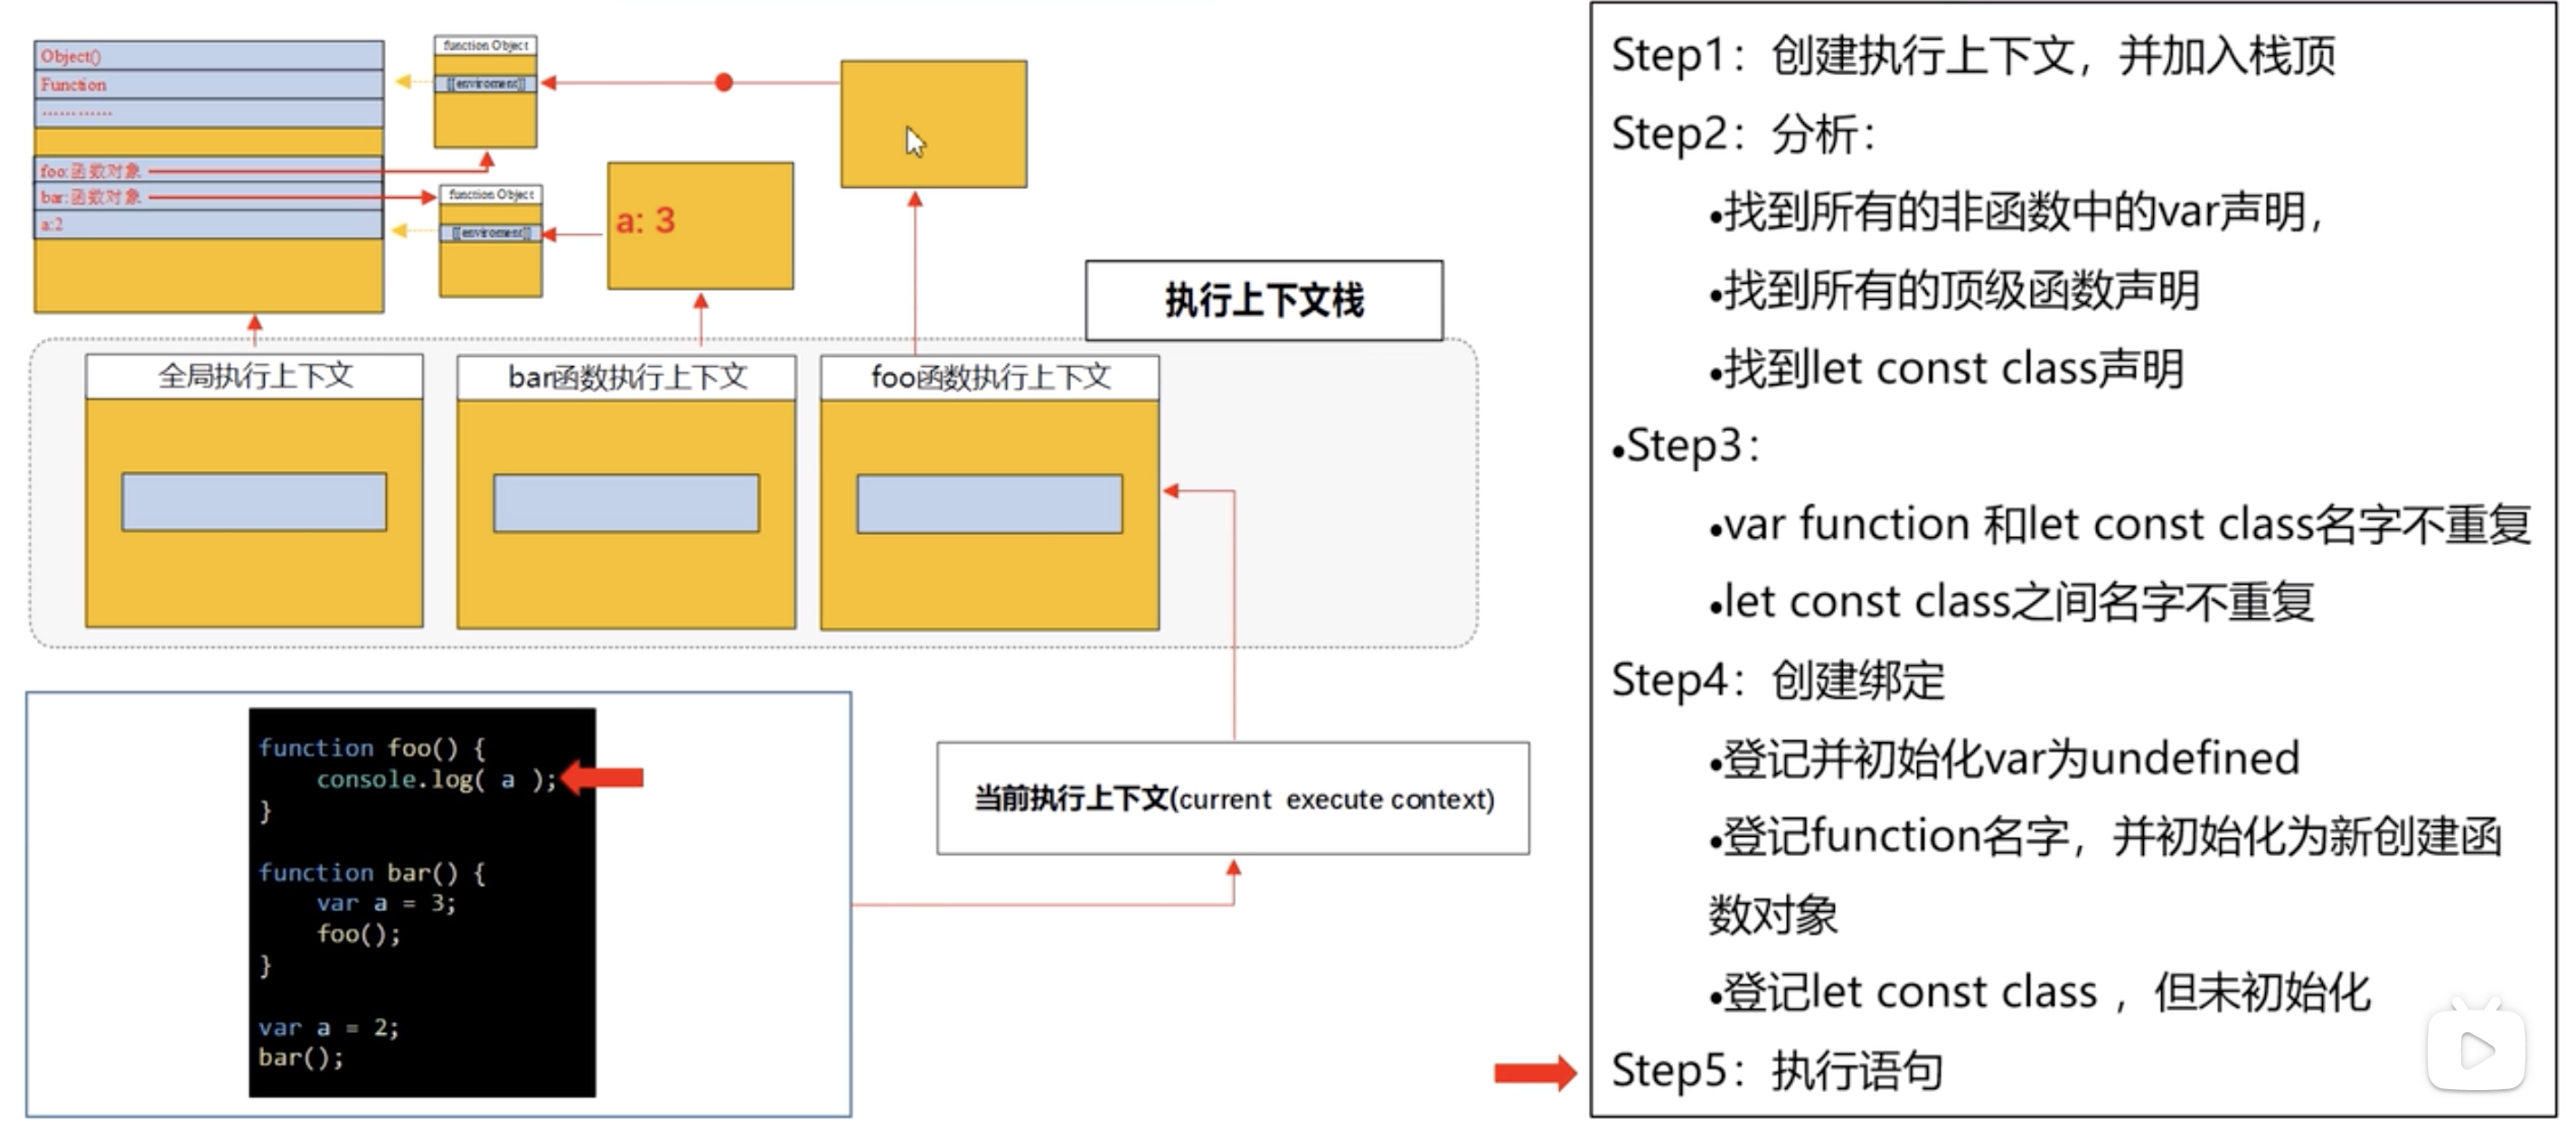 Object()
Function
…………
foo:函数对象
bar:函数对象
a:2
function Object
[[enviroment]]
function Object
[[enviroment]]
a: 3
执行上下文栈
全局执行上下文
bar函数执行上下文
foo函数执行上下文
function foo() {
console.log( a );
}
function bar() {
var a = 3;
foo();
}
var a = 2;
bar();
当前执行上下文(current execute context)
Step1：创建执行上下文，并加入栈顶
Step2：分析：
•找到所有的非函数中的var声明，
•找到所有的顶级函数声明
•找到let const class声明
•Step3：
•var function 和let const class名字不重复
•let const class之间名字不重复
Step4：创建绑定
•登记并初始化var为undefined
•登记function名字，并初始化为新创建函
数对象
•登记let const class ，但未初始化
Step5：执行语句